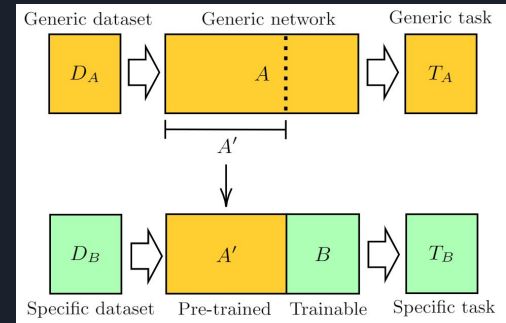 Generic dataset Generic network Generic task
D_A A T_A
A′
D_B A′ B T_B
Specific dataset Pre-trained Trainable Specific task